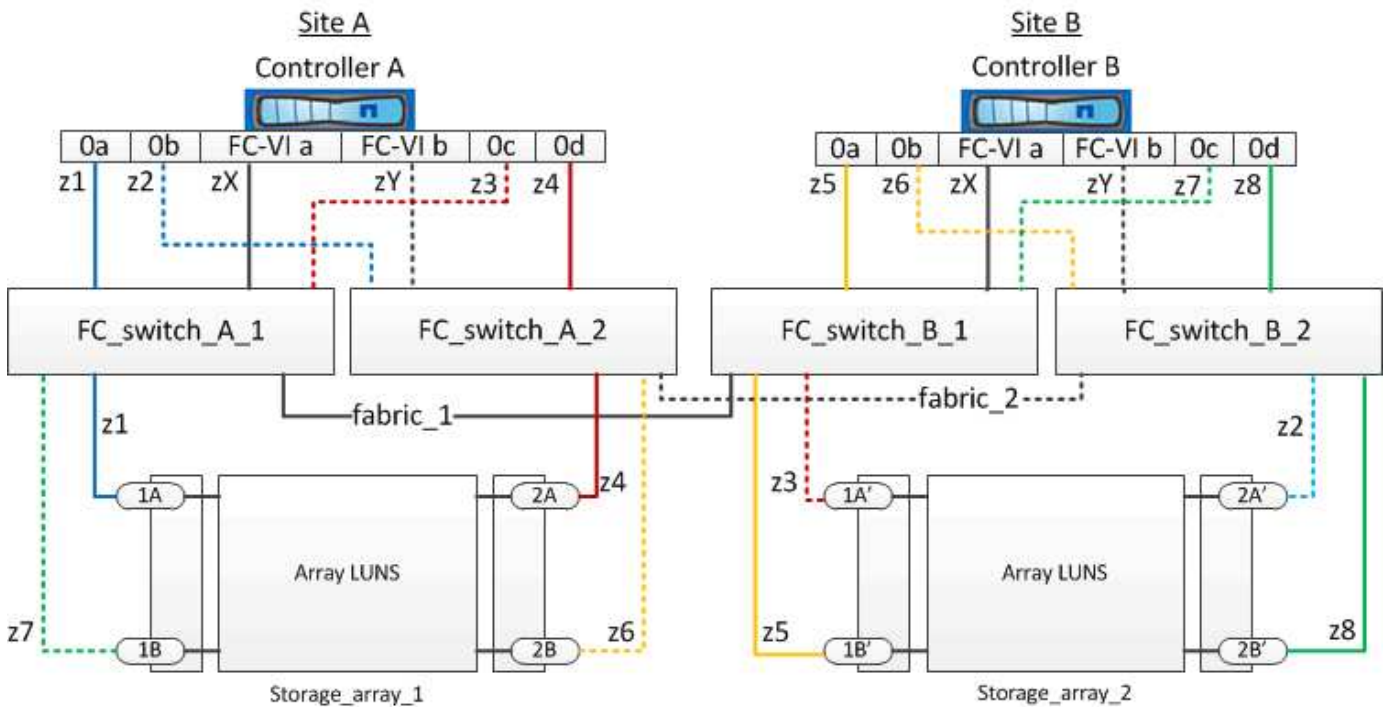 Site A
Site B
Controller A
Controller B
0a 0b FC-VI a FC-VI b 0c 0d
0a 0b FC-VI a FC-VI b 0c 0d
z1 z2 zX zY z3 z4
z5 z6 zX zY z7 z8
FC_switch_A_1
FC_switch_A_2
FC_switch_B_1
FC_switch_B_2
fabric_1
fabric_2
z1
z4
z3
z2
1A
2A
1A’
2A’
Array LUNS
Array LUNS
z7
z6
z5
z8
1B
2B
1B’
2B’
Storage_array_1
Storage_array_2